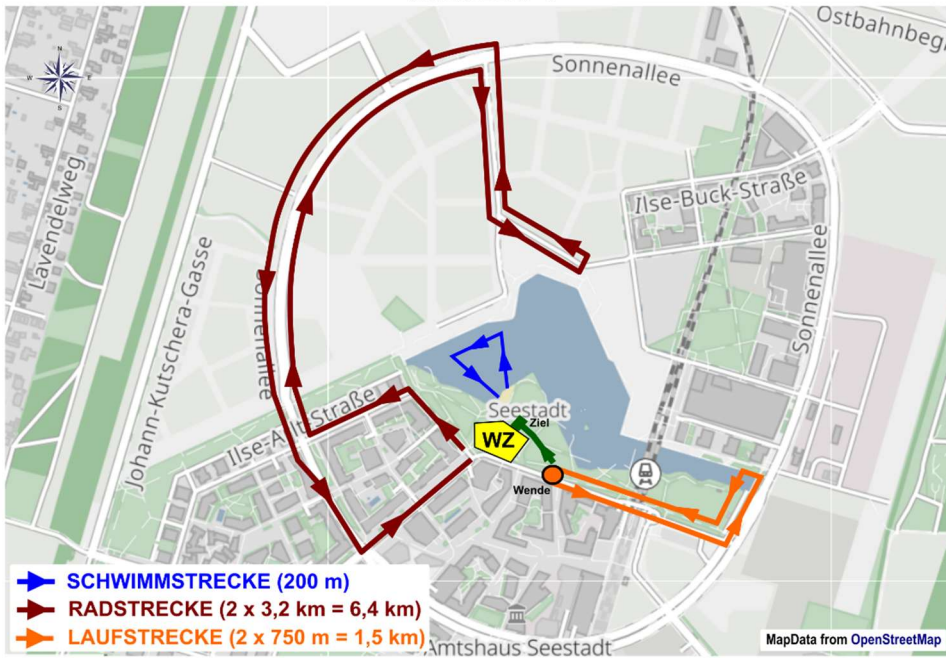 N
W
E
S
Ostbahnbegl
Sonnenallee
Lavendelweg
Johann-Kutschera-Gasse
Sonnenallee
Ilse-Buck-Straße
Sonnenallee
Ilse-Arlt-Straße
Seestadt
Ziel
WZ
Wende
SCHWIMMSTRECKE (200 m)
RADSTRECKE (2 x 3,2 km = 6,4 km)
LAUFSTRECKE (2 x 750 m = 1,5 km)
Amtshaus Seestadt
MapData from OpenStreetMap